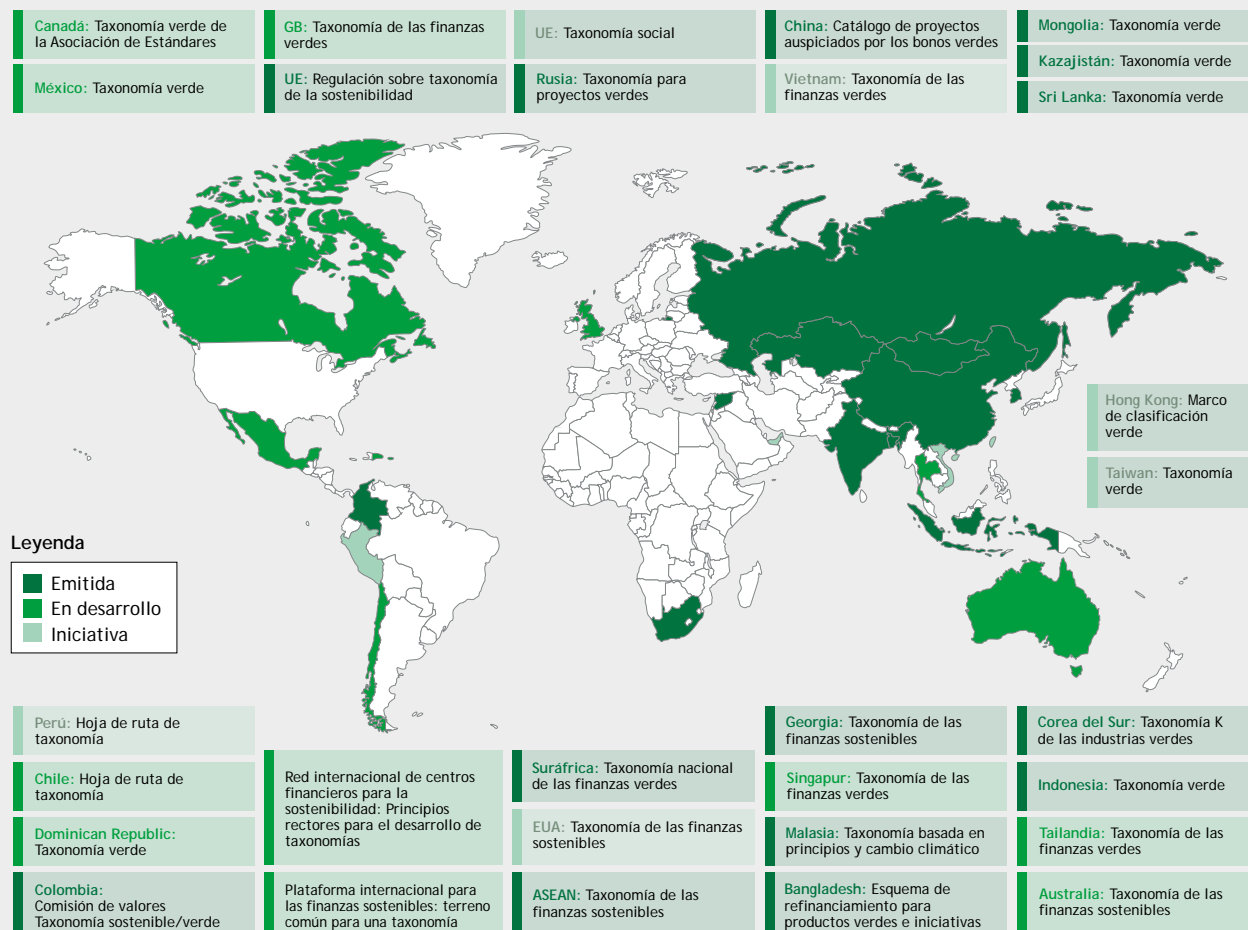 Canadá: Taxonomía verde de
la Asociación de Estándares
México: Taxonomía verde
GB: Taxonomía de las finanzas
verdes
UE: Regulación sobre taxonomía
de la sostenibilidad
UE: Taxonomía social
Rusia: Taxonomía para
proyectos verdes
China: Catálogo de proyectos
auspiciados por los bonos verdes
Vietnam: Taxonomía de las
finanzas verdes
Mongolia: Taxonomía verde
Kazajistán: Taxonomía verde
Sri Lanka: Taxonomía verde
Hong Kong: Marco
de clasificación
verde
Taiwan: Taxonomía
verde
Leyenda
Emitida
En desarrollo
Iniciativa
Perú: Hoja de ruta de
taxonomía
Chile: Hoja de ruta de
taxonomía
Dominican Republic:
Taxonomía verde
Colombia:
Comisión de valores
Taxonomía sostenible/verde
Red internacional de centros
financieros para la
sostenibilidad: Principios
rectores para el desarrollo de
taxonomías
Plataforma internacional para
las finanzas sostenibles: terreno
común para una taxonomía
Suráfrica: Taxonomía nacional
de las finanzas verdes
EUA: Taxonomía de las finanzas
sostenibles
ASEAN: Taxonomía de las
finanzas sostenibles
Georgia: Taxonomía de las
finanzas sostenibles
Singapur: Taxonomía de las
finanzas verdes
Malasia: Taxonomía basada en
principios y cambio climático
Bangladesh: Esquema de
refinanciamiento para
productos verdes e iniciativas
Corea del Sur: Taxonomía K
de las industrias verdes
Indonesia: Taxonomía verde
Tailandia: Taxonomía de las
finanzas verdes
Australia: Taxonomía de las
finanzas sostenibles